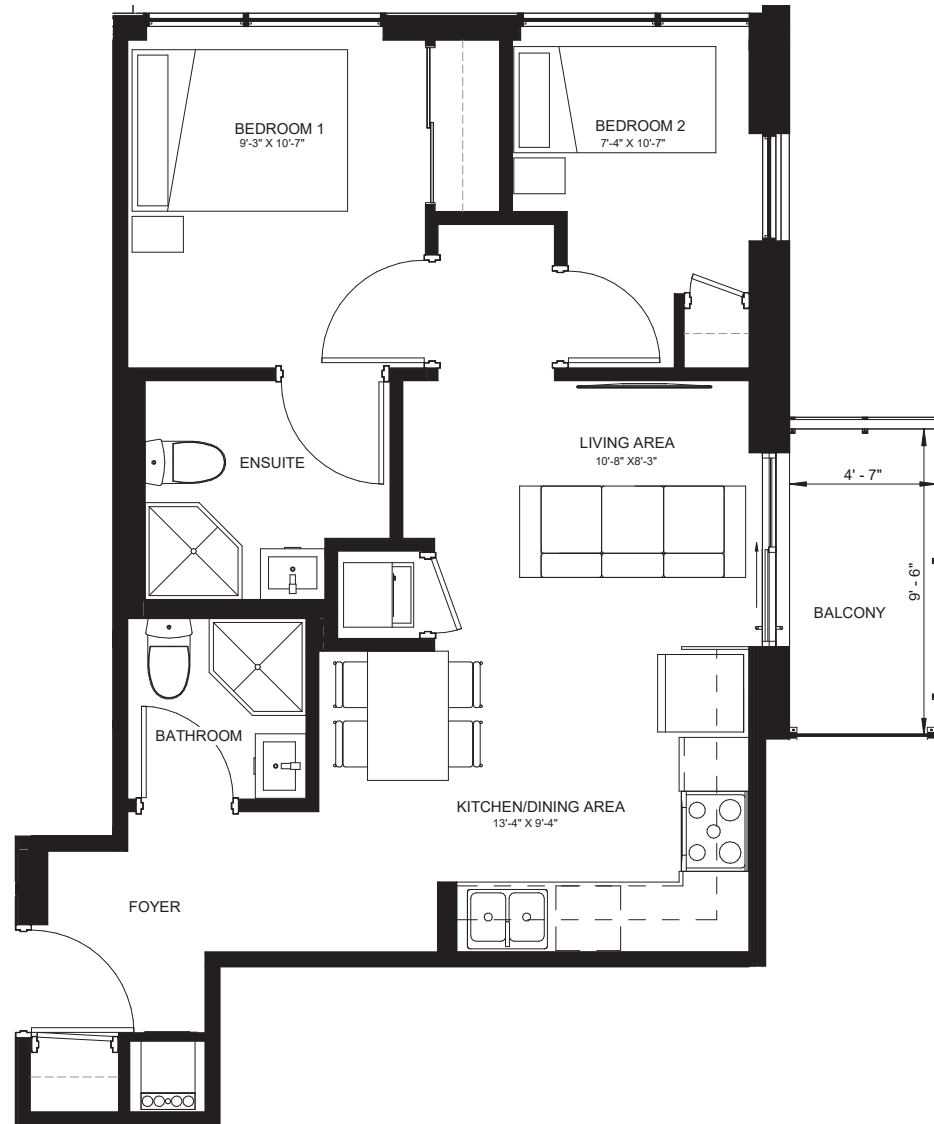 BEDROOM 1
9'-3" X 10'-7"
BEDROOM 2
7'-4" X 10'-7"
ENSUITE
LIVING AREA
10'-8" X8'-3"
4' - 7"
9' - 6"
BALCONY
BATHROOM
KITCHEN/DINING AREA
13'-4" X 9'-4"
FOYER